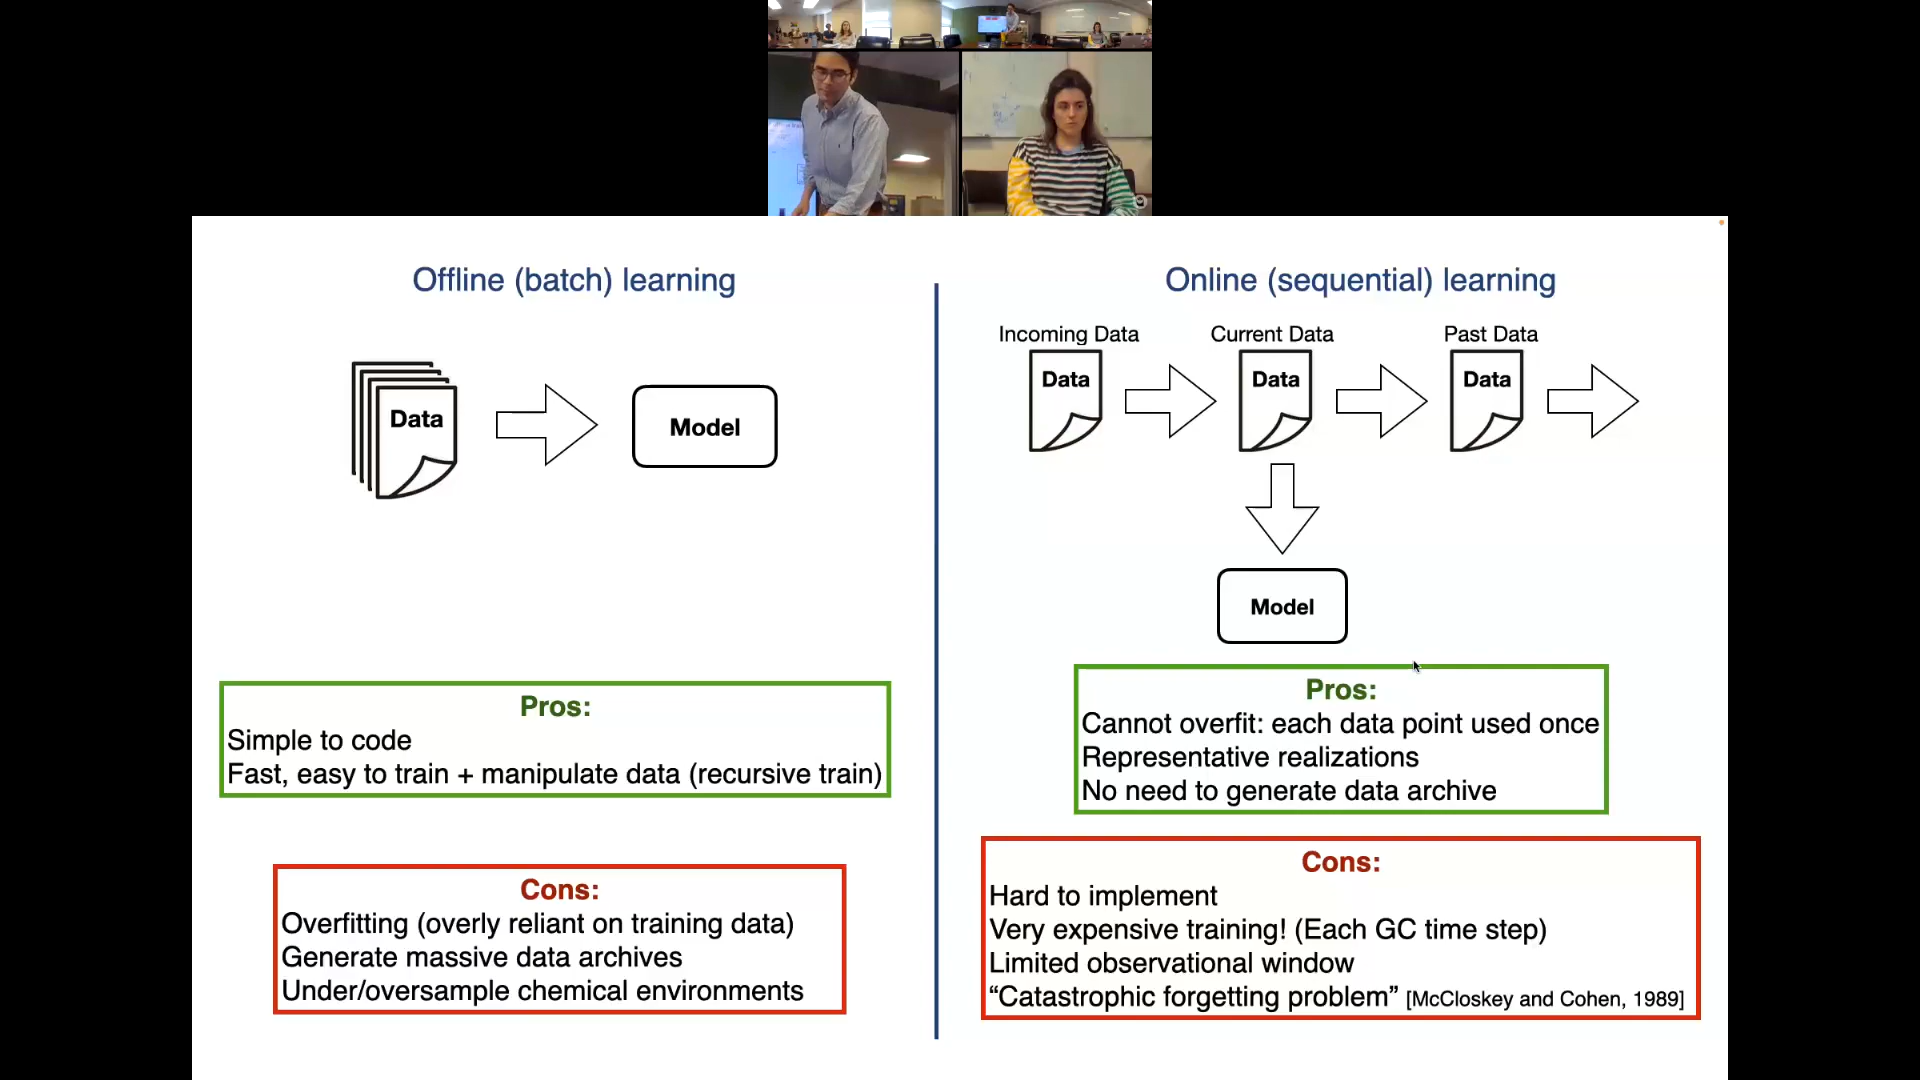 Offline (batch) learning
Data
Model
Pros:
Simple to code
Fast, easy to train + manipulate data (recursive train)
Cons:
Overfitting (overly reliant on training data)
Generate massive data archives
Under/oversample chemical environments
Online (sequential) learning
Incoming Data
Current Data
Past Data
Data
Data
Data
Model
Pros:
Cannot overfit: each data point used once
Representative realizations
No need to generate data archive
Cons:
Hard to implement
Very expensive training! (Each GC time step)
Limited observational window
“Catastrophic forgetting problem” [McCloskey and Cohen, 1989]